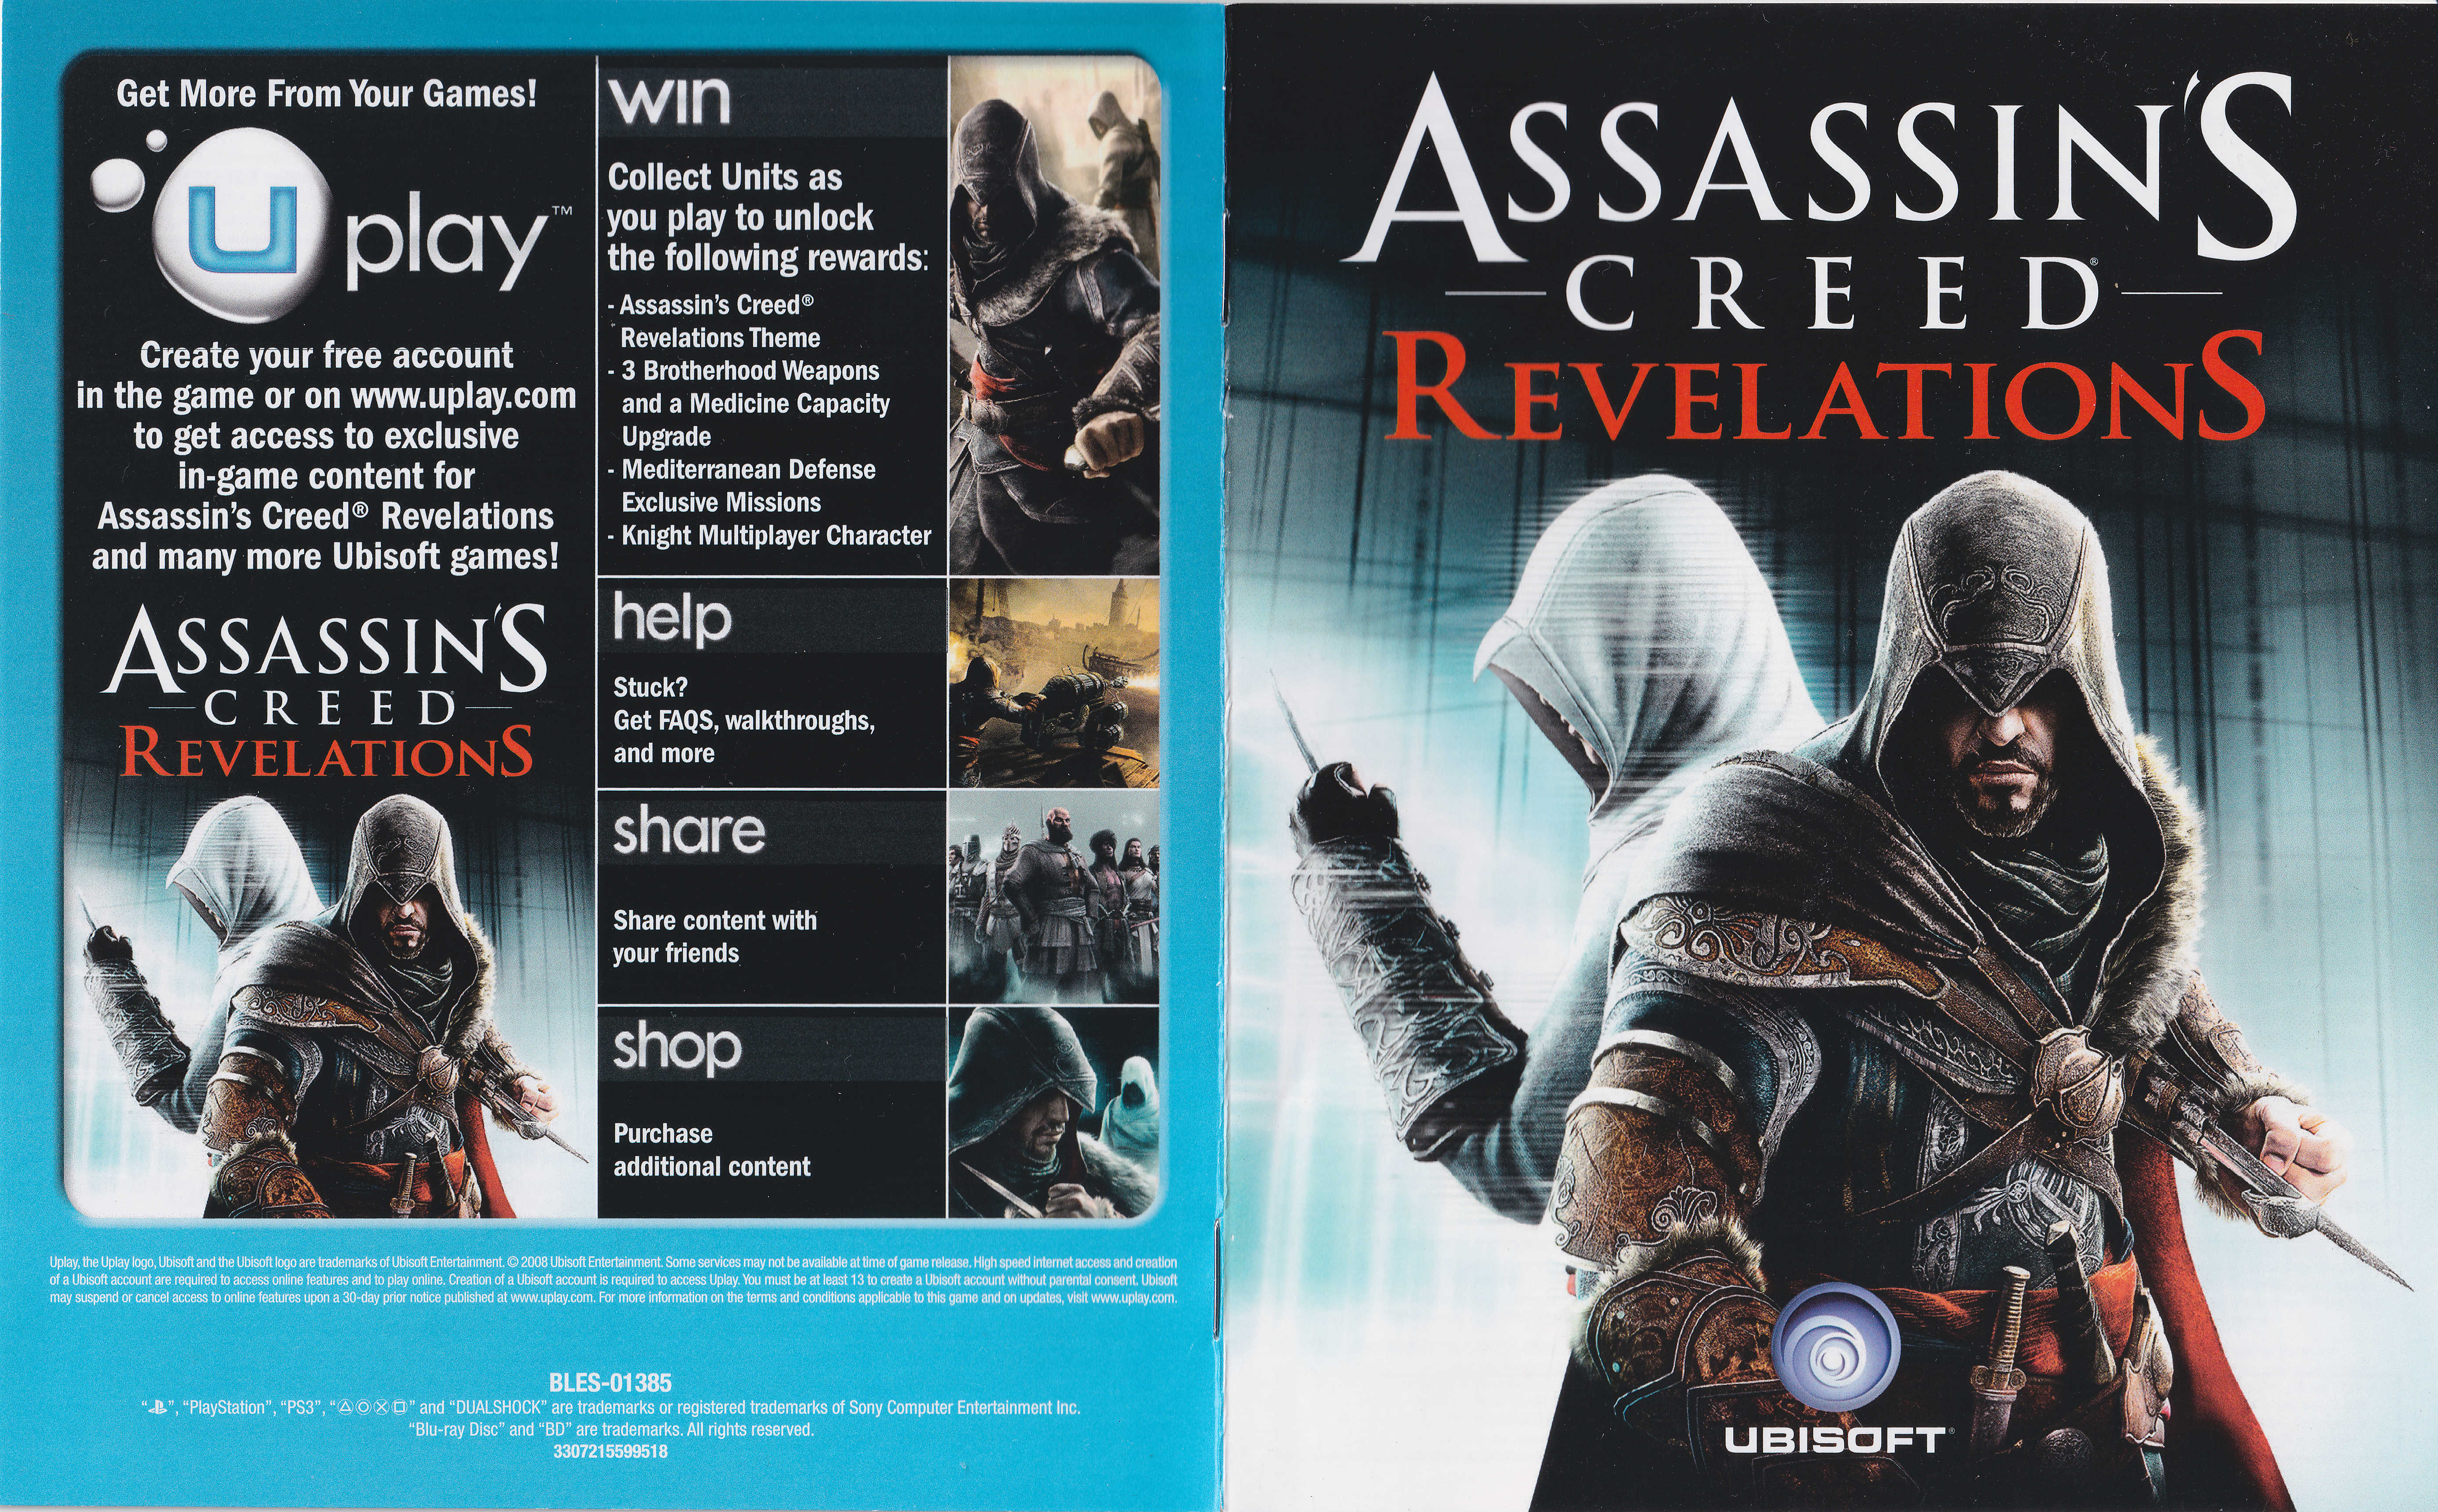 Get More From Your Games!
U play™
Create your free account
in the game or on www.uplay.com
to get access to exclusive
in-game content for
Assassin's Creed® Revelations
and many more Ubisoft games!
ASSASSIN'S
CREED
REVELATIONS
win
Collect Units as
you play to unlock
the following rewards:
- Assassin's Creed®
Revelations Theme
- 3 Brotherhood Weapons
and a Medicine Capacity
Upgrade
- Mediterranean Defense
Exclusive Missions
- Knight Multiplayer Character
help
Stuck?
Get FAQS, walkthroughs,
and more
share
Share content with
your friends
shop
Purchase
additional content
Uplay, the Uplay logo, Ubisoft and the Ubisoft logo are trademarks of Ubisoft Entertainment. © 2008 Ubisoft Entertainment. Some services may not be available at time of game release. High speed internet access and creation
of a Ubisoft account are required to access online features and to play online. Creation of a Ubisoft account is required to access Uplay. You must be at least 13 to create a Ubisoft account without parental consent. Ubisoft
may suspend or cancel access to online features upon a 30-day prior notice published at www.uplay.com. For more information on the terms and conditions applicable to this game and on updates, visit www.uplay.com.
BLES-01385
"PS", "PlayStation", "PS3", "△○✕□" and "DUALSHOCK" are trademarks or registered trademarks of Sony Computer Entertainment Inc.
"Blu-ray Disc" and "BD" are trademarks. All rights reserved.
3307215599518
ASSASSIN'S
CREED®
REVELATIONS
UBISOFT®